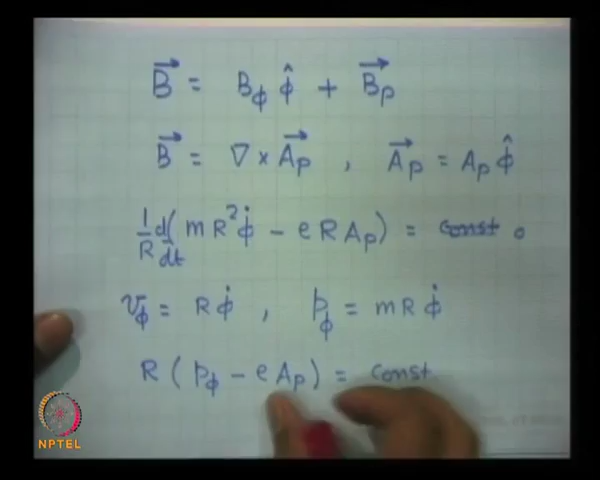 B⃗ = B_ϕ ϕ̂ + B⃗_p
B⃗ = ∇ × A⃗_p , A⃗_p = A_p ϕ̂
1/R d/dt( m R² ϕ̇ - e R A_p ) = const 0
v_ϕ = R ϕ̇ , p_ϕ = m R ϕ̇
R ( p_ϕ - e A_p ) = const
NPTEL